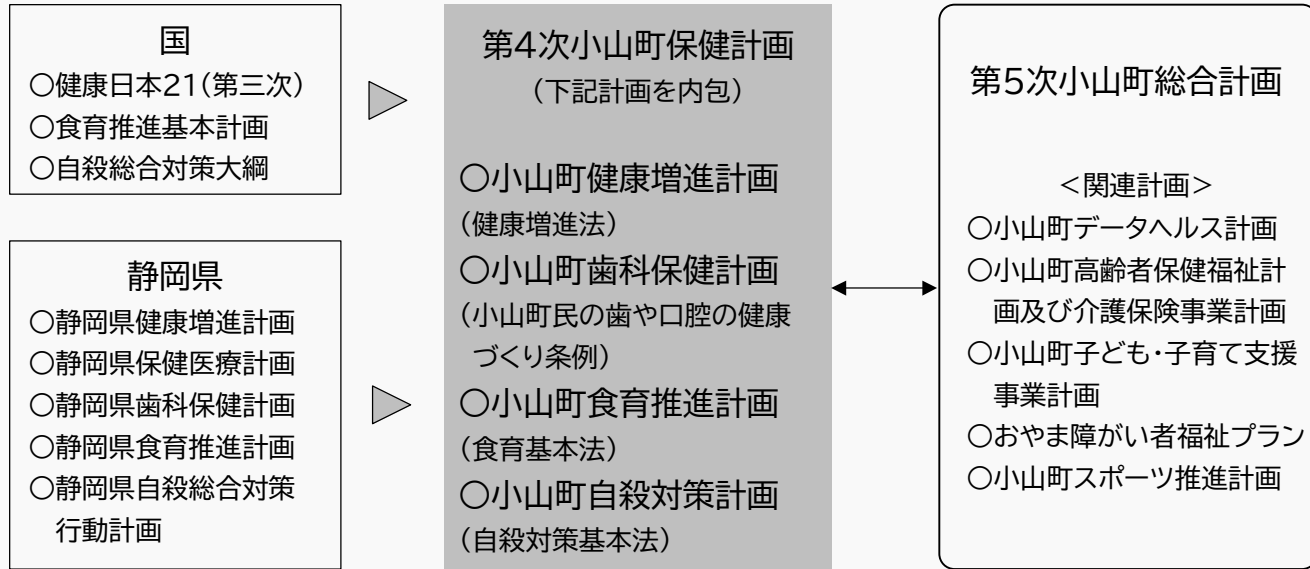 国
○健康日本21(第三次)
○食育推進基本計画
○自殺総合対策大綱
静岡県
○静岡県健康増進計画
○静岡県保健医療計画
○静岡県歯科保健計画
○静岡県食育推進計画
○静岡県自殺総合対策
行動計画
第4次小山町保健計画
(下記計画を内包)
○小山町健康増進計画
(健康増進法)
○小山町歯科保健計画
(小山町民の歯や口腔の健康
づくり条例)
○小山町食育推進計画
(食育基本法)
○小山町自殺対策計画
(自殺対策基本法)
第5次小山町総合計画
<関連計画>
○小山町データヘルス計画
○小山町高齢者保健福祉計
画及び介護保険事業計画
○小山町子ども・子育て支援
事業計画
○おやま障がい者福祉プラン
○小山町スポーツ推進計画